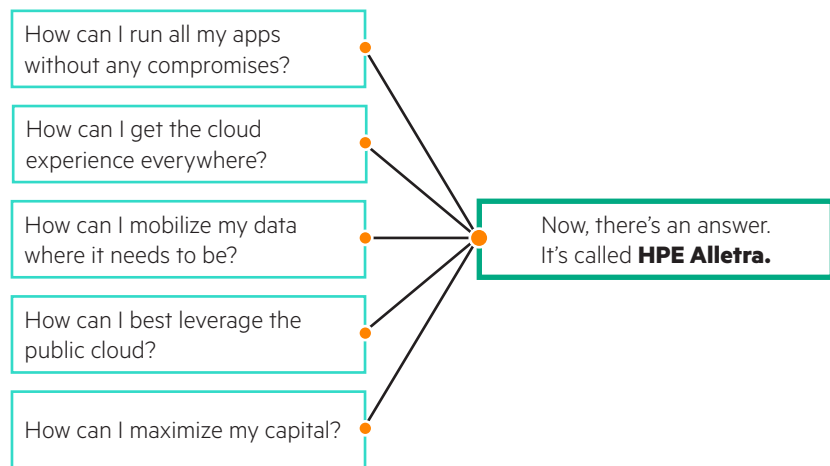 How can I run all my apps
without any compromises?
How can I get the cloud
experience everywhere?
How can I mobilize my data
where it needs to be?
How can I best leverage the
public cloud?
How can I maximize my capital?
Now, there’s an answer.
It’s called HPE Alletra.